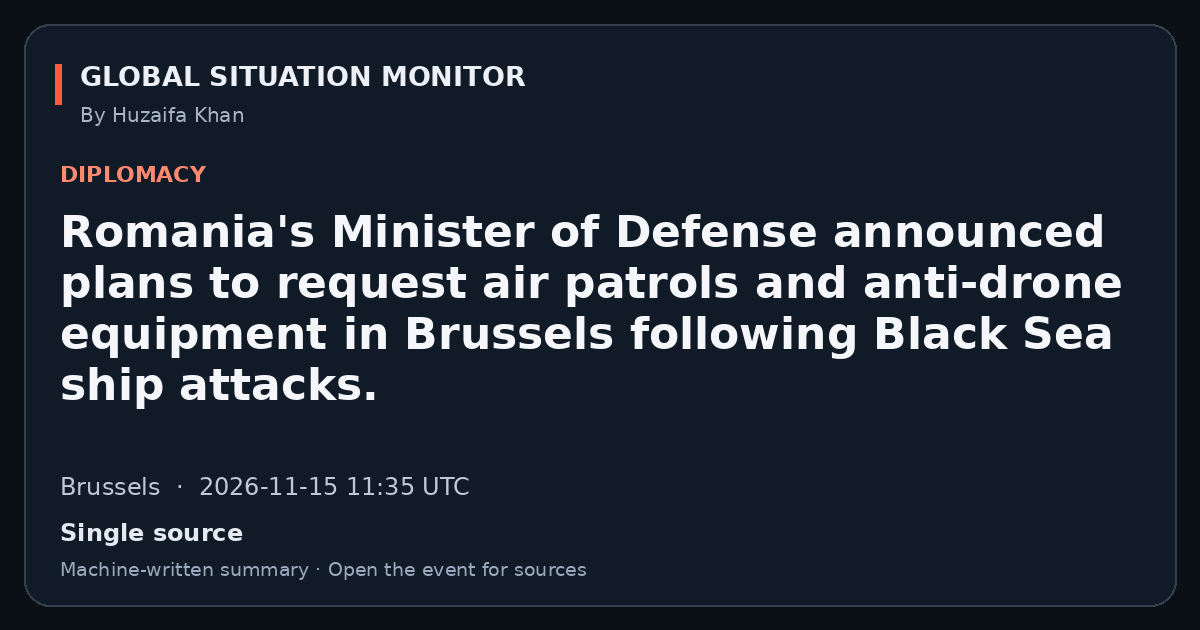 GLOBAL SITUATION MONITOR
By Huzaifa Khan
DIPLOMACY
Romania's Minister of Defense announced
plans to request air patrols and anti-drone
equipment in Brussels following Black Sea
ship attacks.
Brussels · 2026-11-15 11:35 UTC
Single source
Machine-written summary · Open the event for sources